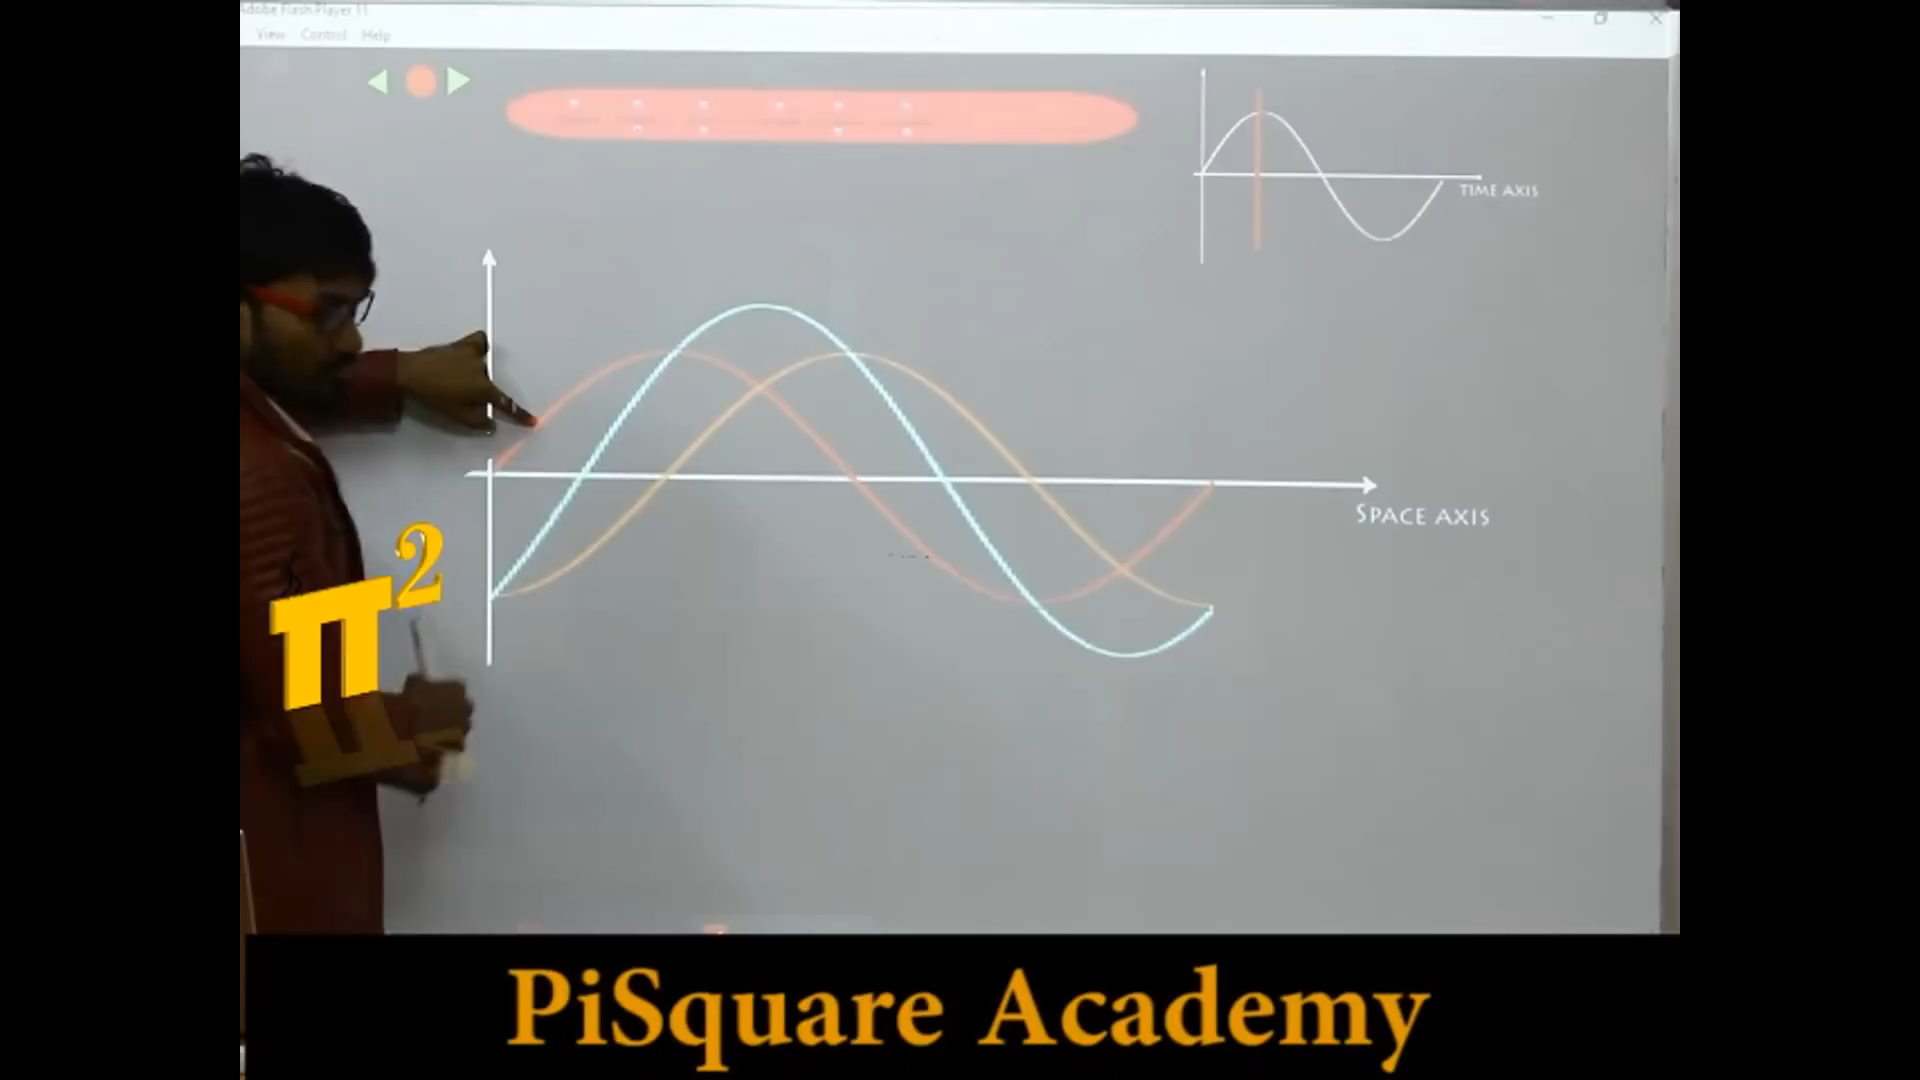 Adobe Flash Player 11
View Control Help
TIME AXIS
SPACE AXIS
π²
PiSquare Academy